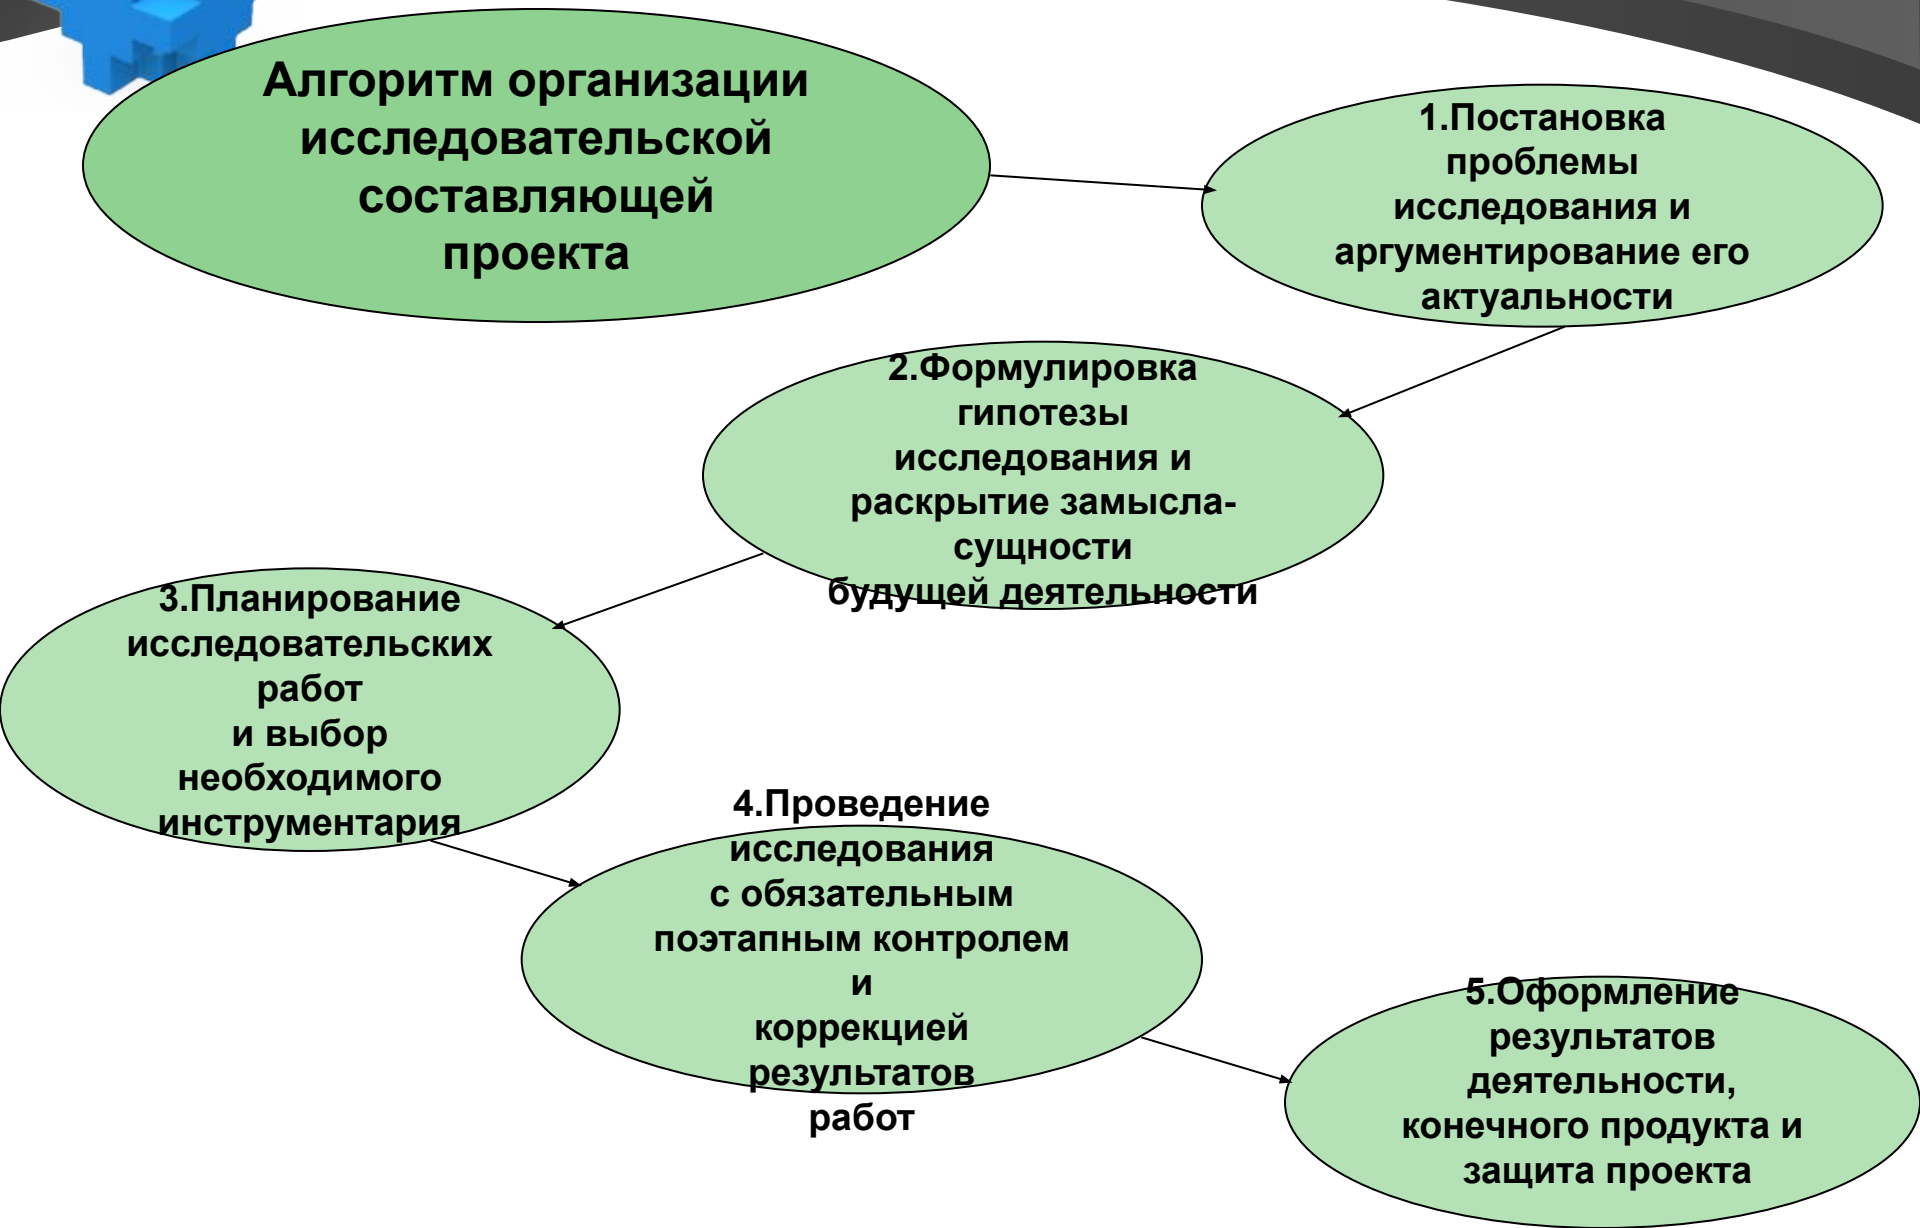 Алгоритм организации
исследовательской
составляющей
проекта
1.Постановка
проблемы
исследования и
аргументирование его
актуальности
2.Формулировка
гипотезы
исследования и
раскрытие замысла-
сущности
будущей деятельности
3.Планирование
исследовательских
работ
и выбор
необходимого
инструментария
4.Проведение
исследования
с обязательным
поэтапным контролем
и
коррекцией
результатов
работ
5.Оформление
результатов
деятельности,
конечного продукта и
защита проекта